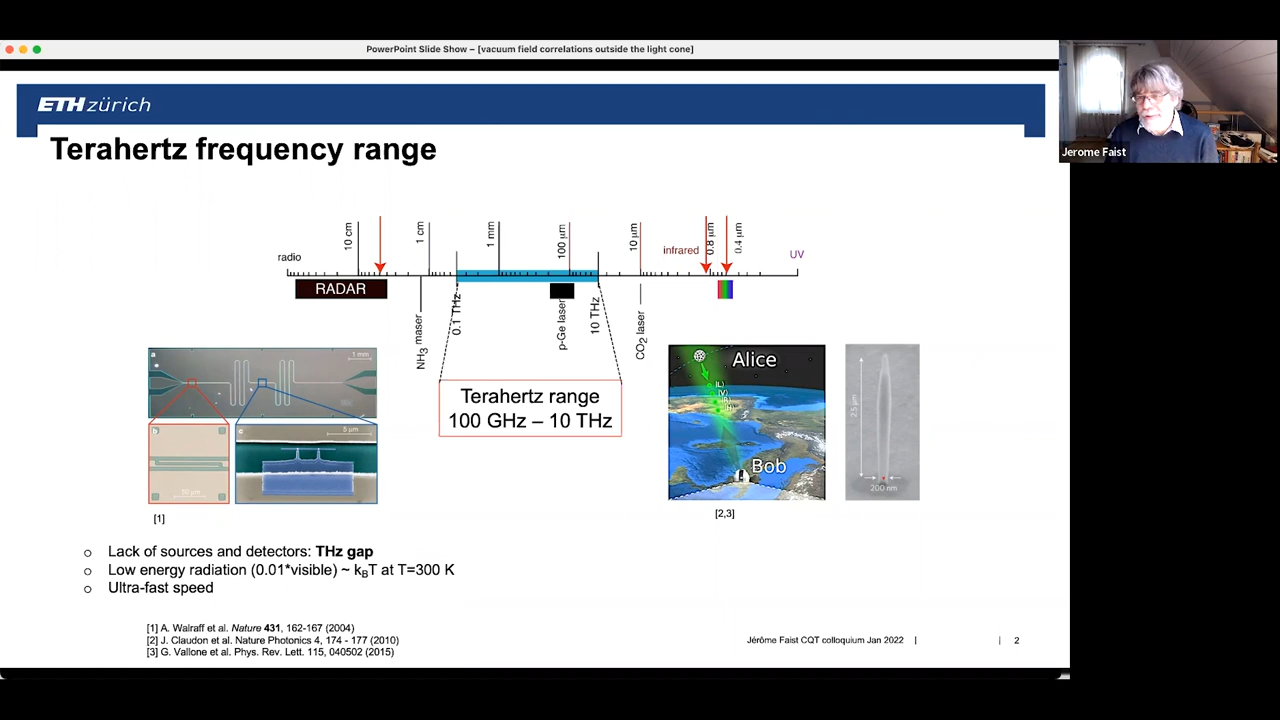 PowerPoint Slide Show – [vacuum field correlations outside the light cone]
ETH zürich
Jerome Faist
Terahertz frequency range
10 cm
1 cm
1 mm
100 µm
10 µm
infrared
0.8 µm
0.4 µm
radio
UV
RADAR
NH3 maser
0.1 THz
p-Ge laser
10 THz
CO2 laser
Terahertz range
100 GHz – 10 THz
a
1 mm
b
50 µm
c
5 µm
[1]
Alice
Bob
[2,3]
2.5 µm
200 nm
o Lack of sources and detectors: THz gap
o Low energy radiation (0.01*visible) ~ kBT at T=300 K
o Ultra-fast speed
[1] A. Walraff et al. Nature 431, 162-167 (2004)
[2] J. Claudon et al. Nature Photonics 4, 174 - 177 (2010)
[3] G. Vallone et al. Phys. Rev. Lett. 115, 040502 (2015)
Jérôme Faist CQT colloquium Jan 2022 | | 2